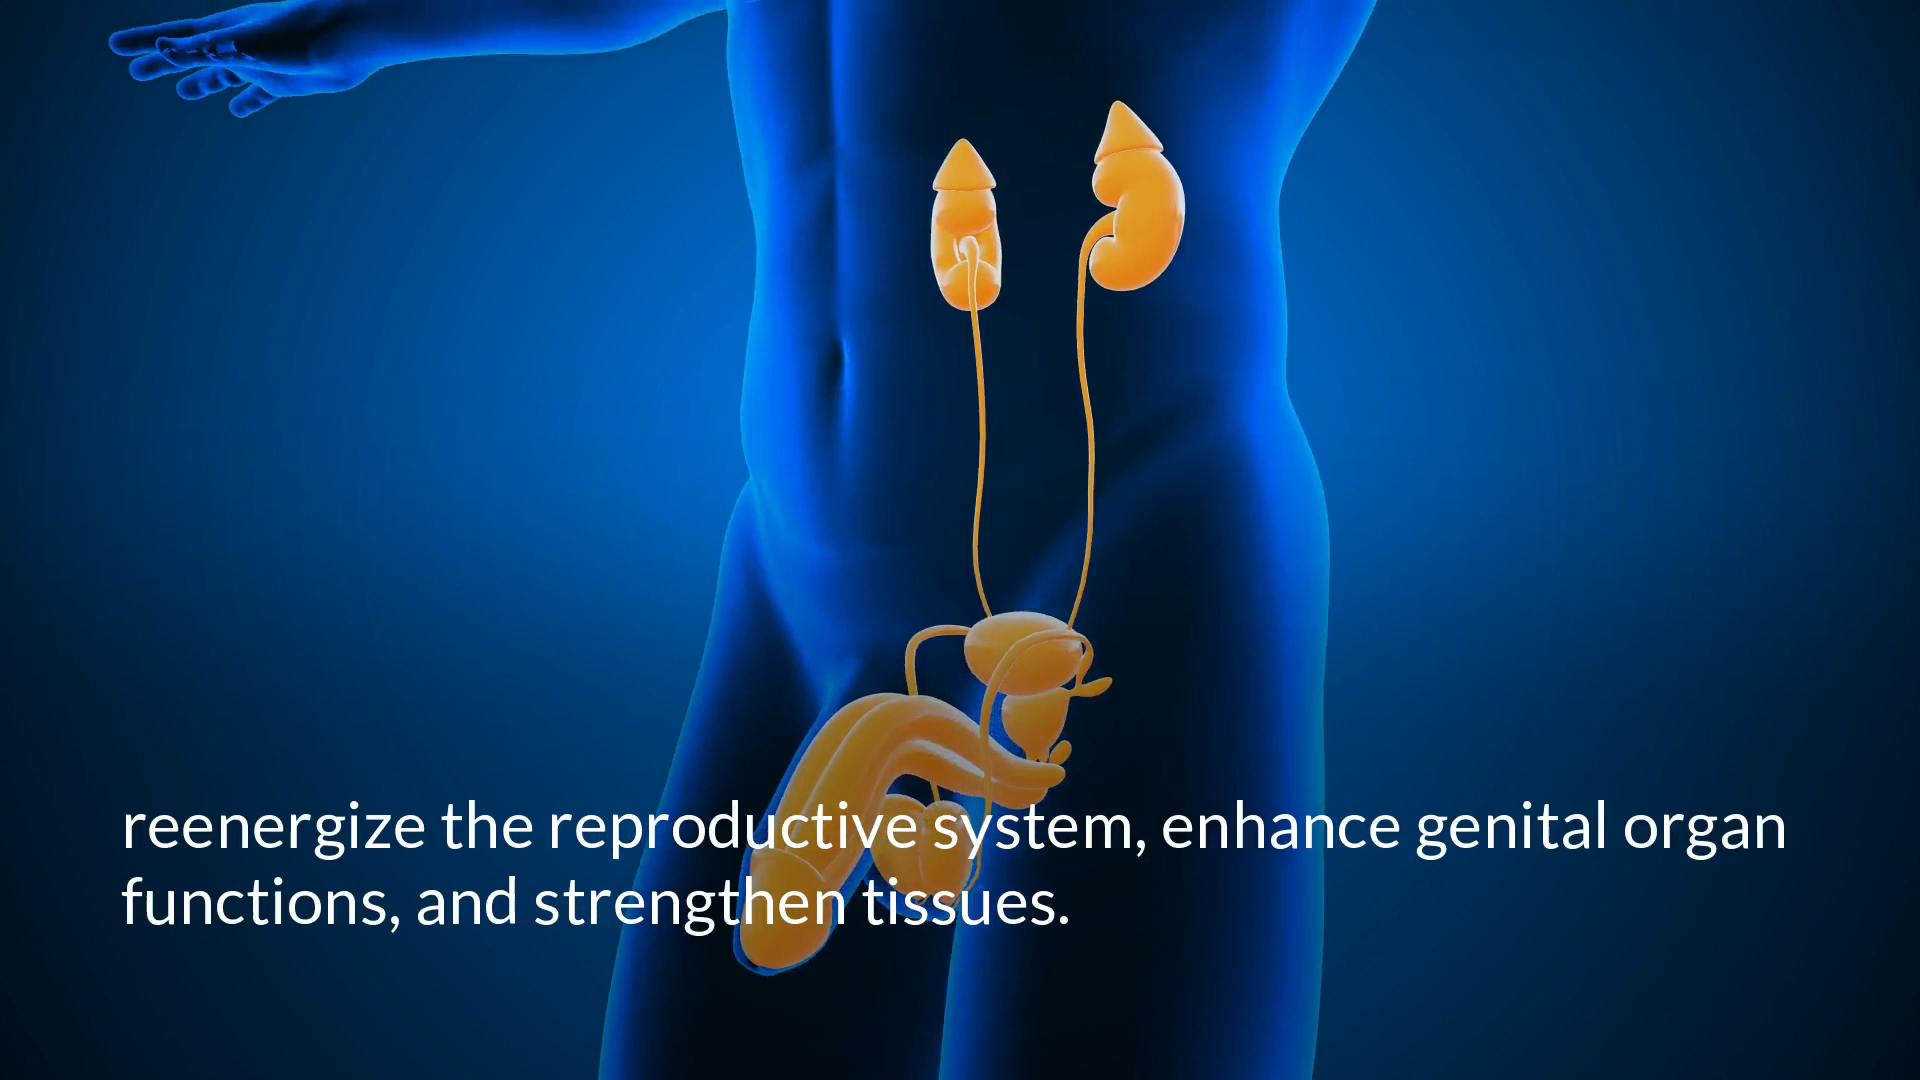 reenergize the reproductive system, enhance genital organ
functions, and strengthen tissues.